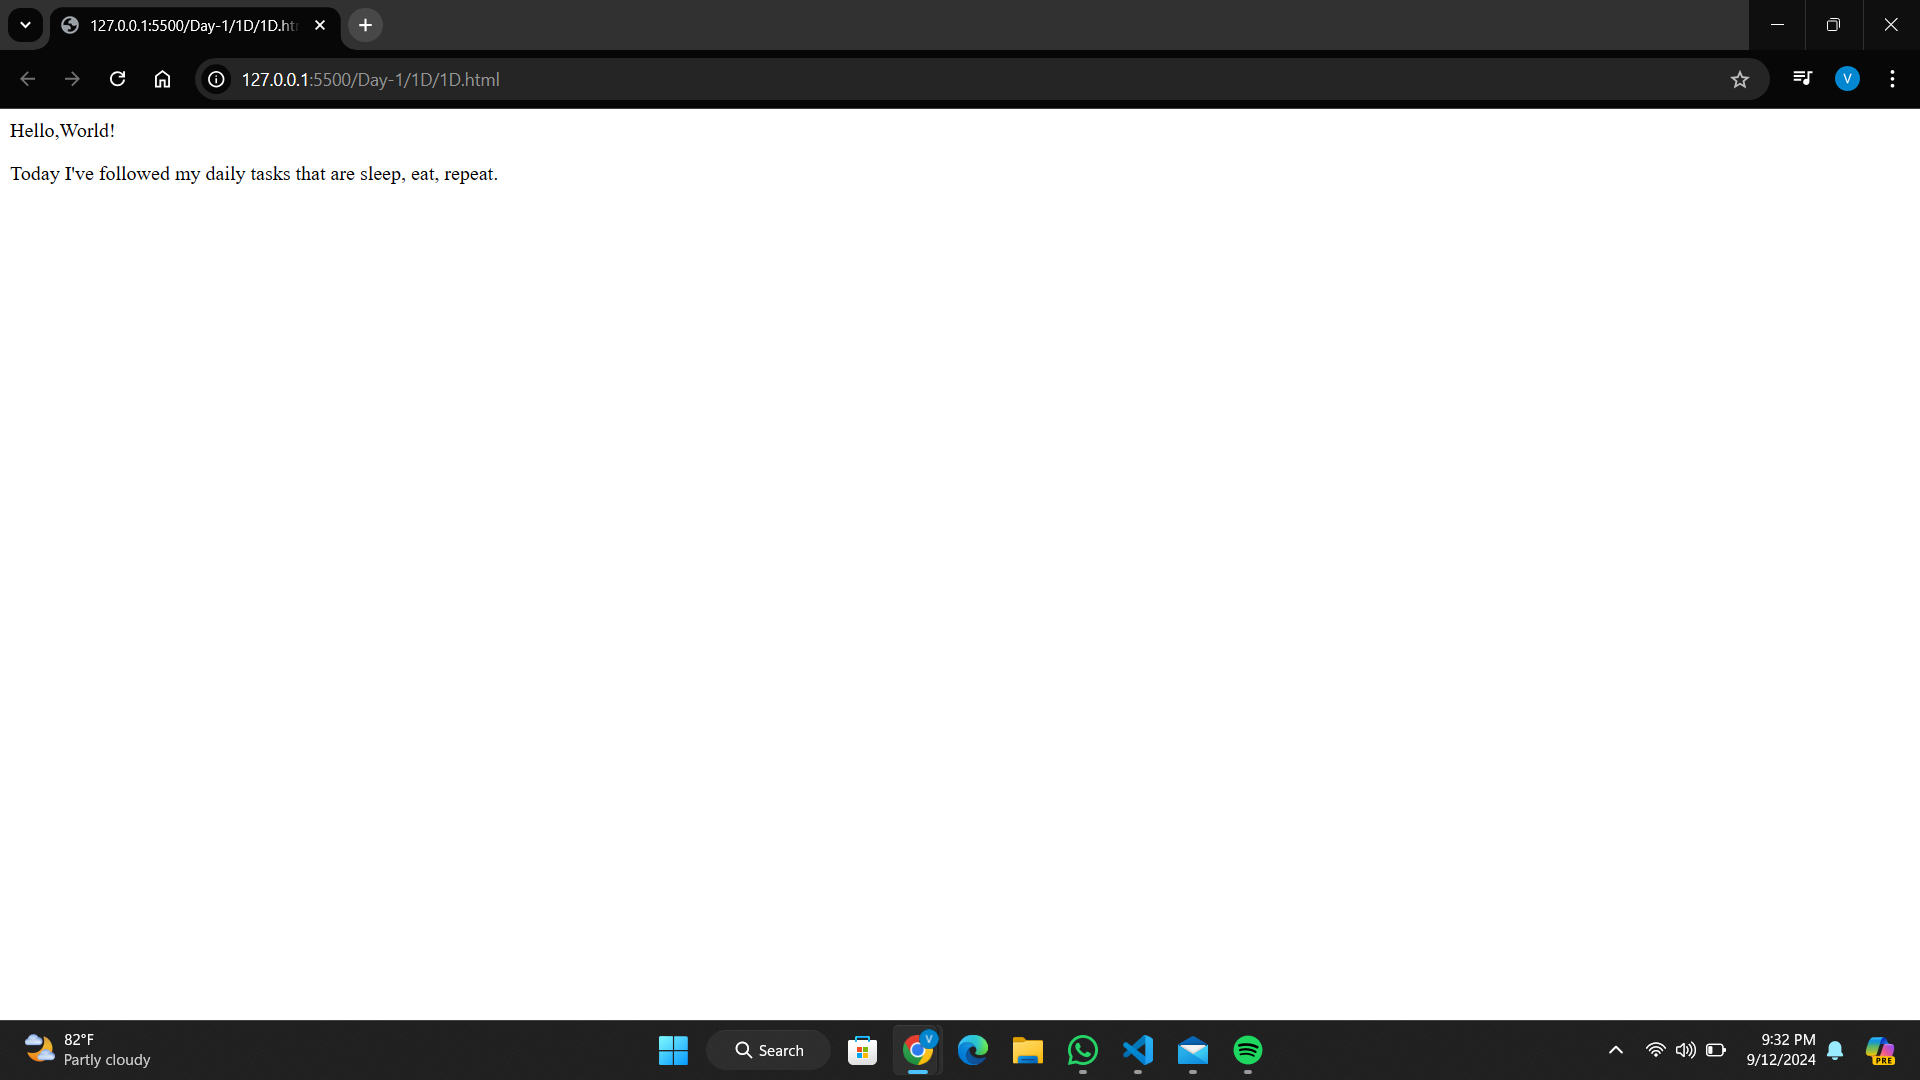 127.0.0.1:5500/Day-1/1D/1D.htr
127.0.0.1:5500/Day-1/1D/1D.html
V
Hello,World!
Today I've followed my daily tasks that are sleep, eat, repeat.
82°F
Partly cloudy
Search
V
9:32 PM
9/12/2024
PRE